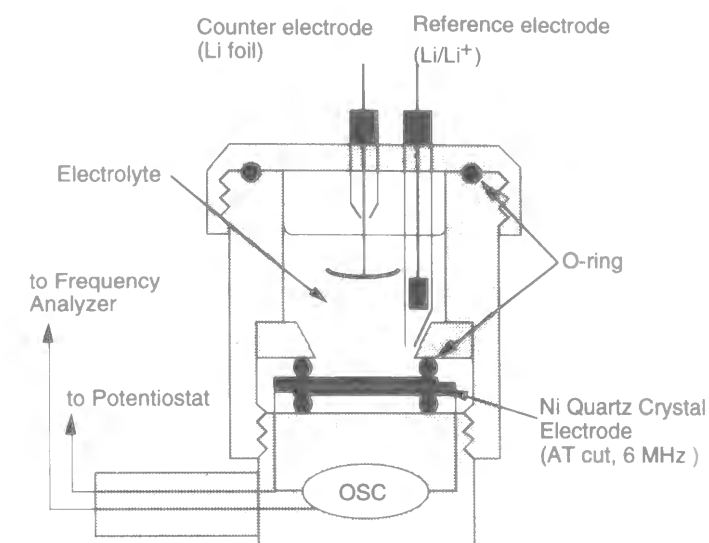 Counter electrode
(Li foil)
Reference electrode
(Li/Li+)
Electrolyte
O-ring
to Frequency
Analyzer
to Potentiostat
Ni Quartz Crystal
Electrode
(AT cut, 6 MHz )
OSC